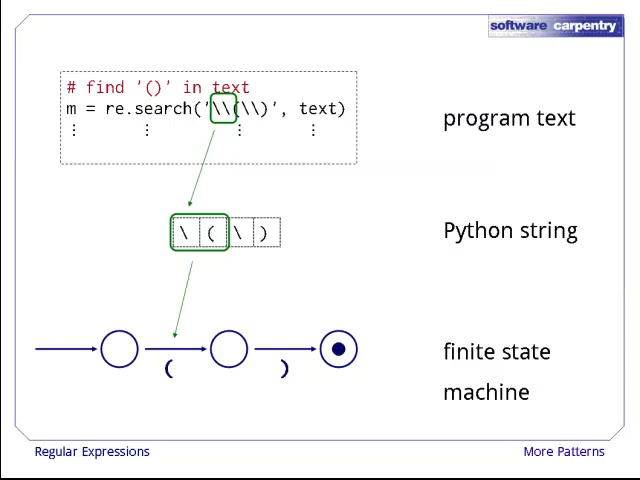 software carpentry
# find '()' in text
m = re.search('\\(\\)', text)
program text
\ ( \ )
Python string
( )
finite state
machine
Regular Expressions
More Patterns